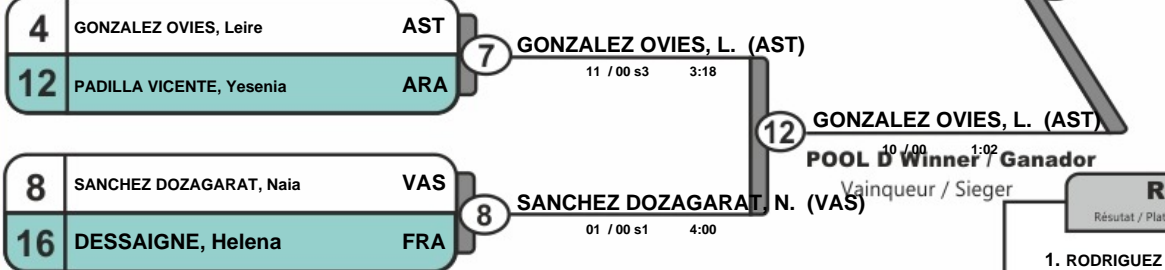 4 GONZALEZ OVIES, Leire AST
12 PADILLA VICENTE, Yesenia ARA
7
GONZALEZ OVIES, L. (AST)
11 / 00 s3 3:18
8 SANCHEZ DOZAGARAT, Naia VAS
16 DESSAIGNE, Helena FRA
8
SANCHEZ DOZAGARAT, N. (VAS)
01 / 00 s1 4:00
12
GONZALEZ OVIES, L. (AST)
10 / 00 1:02
POOL D Winner / Ganador
Vainqueur / Sieger
R
Résutat / Plat
1. RODRIGUEZ